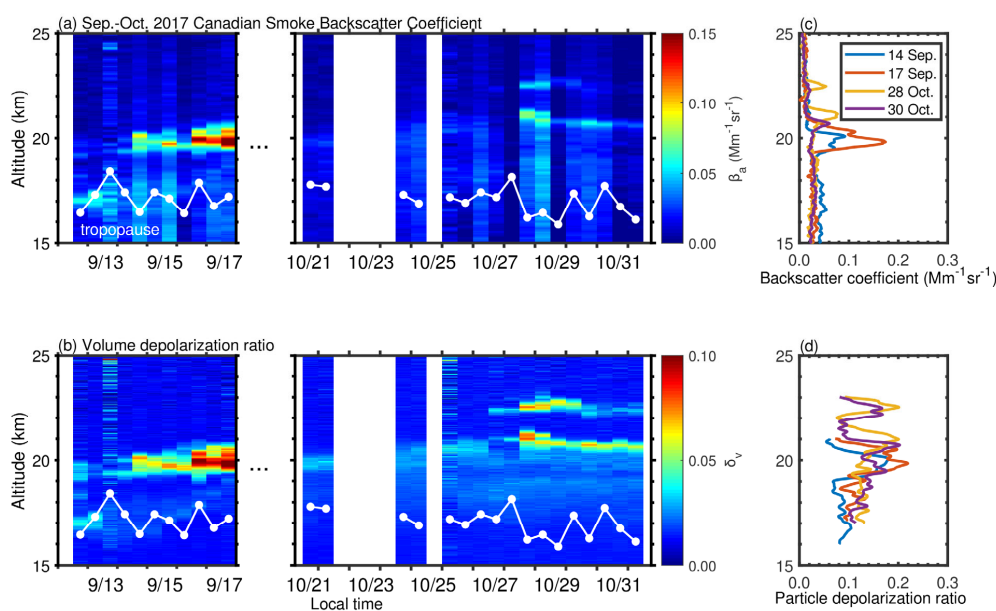 (a) Sep.-Oct. 2017 Canadian Smoke Backscatter Coefficient
(c)
25
20
15
Altitude (km)
tropopause
...
9/13
9/15
9/17
10/21
10/23
10/25
10/27
10/29
10/31
0.15
0.10
0.05
0.00
βa (Mm-1sr-1)
25
20
15
14 Sep.
17 Sep.
28 Oct.
30 Oct.
0.0
0.1
0.2
0.3
Backscatter coefficient (Mm-1sr-1)
(b) Volume depolarization ratio
(d)
25
20
15
Altitude (km)
...
9/13
9/15
9/17
10/21
10/23
10/25
10/27
10/29
10/31
Local time
0.10
0.05
0.00
δv
25
20
15
0.0
0.1
0.2
0.3
Particle depolarization ratio